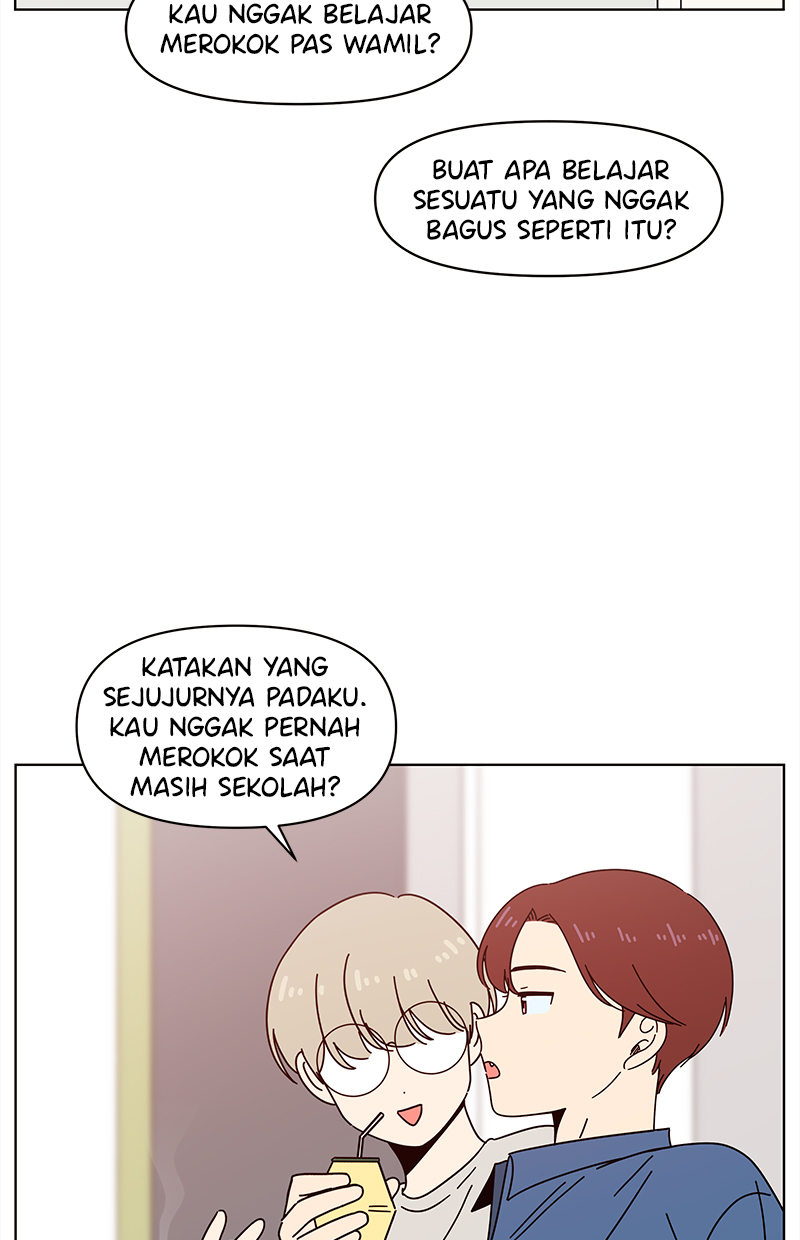 KAU NGGAK BELAJAR
MEROKOK PAS WAMIL?
BUAT APA BELAJAR
SESUATU YANG NGGAK
BAGUS SEPERTI ITU?
KATAKAN YANG
SEJUJURNYA PADAKU.
KAU NGGAK PERNAH
MEROKOK SAAT
MASIH SEKOLAH?